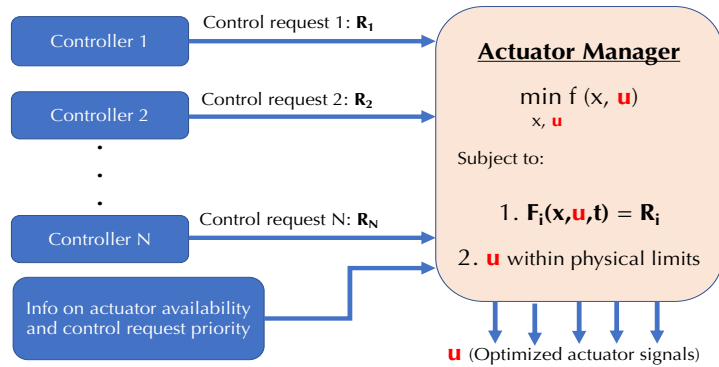 Controller 1
Control request 1: R₁
Controller 2
Control request 2: R₂
.
.
.
Controller N
Control request N: R_N
Info on actuator availability
and control request priority
Actuator Manager
min f (x, u)
x, u
Subject to:
1. Fᵢ(x,u,t) = Rᵢ
2. u within physical limits
u (Optimized actuator signals)